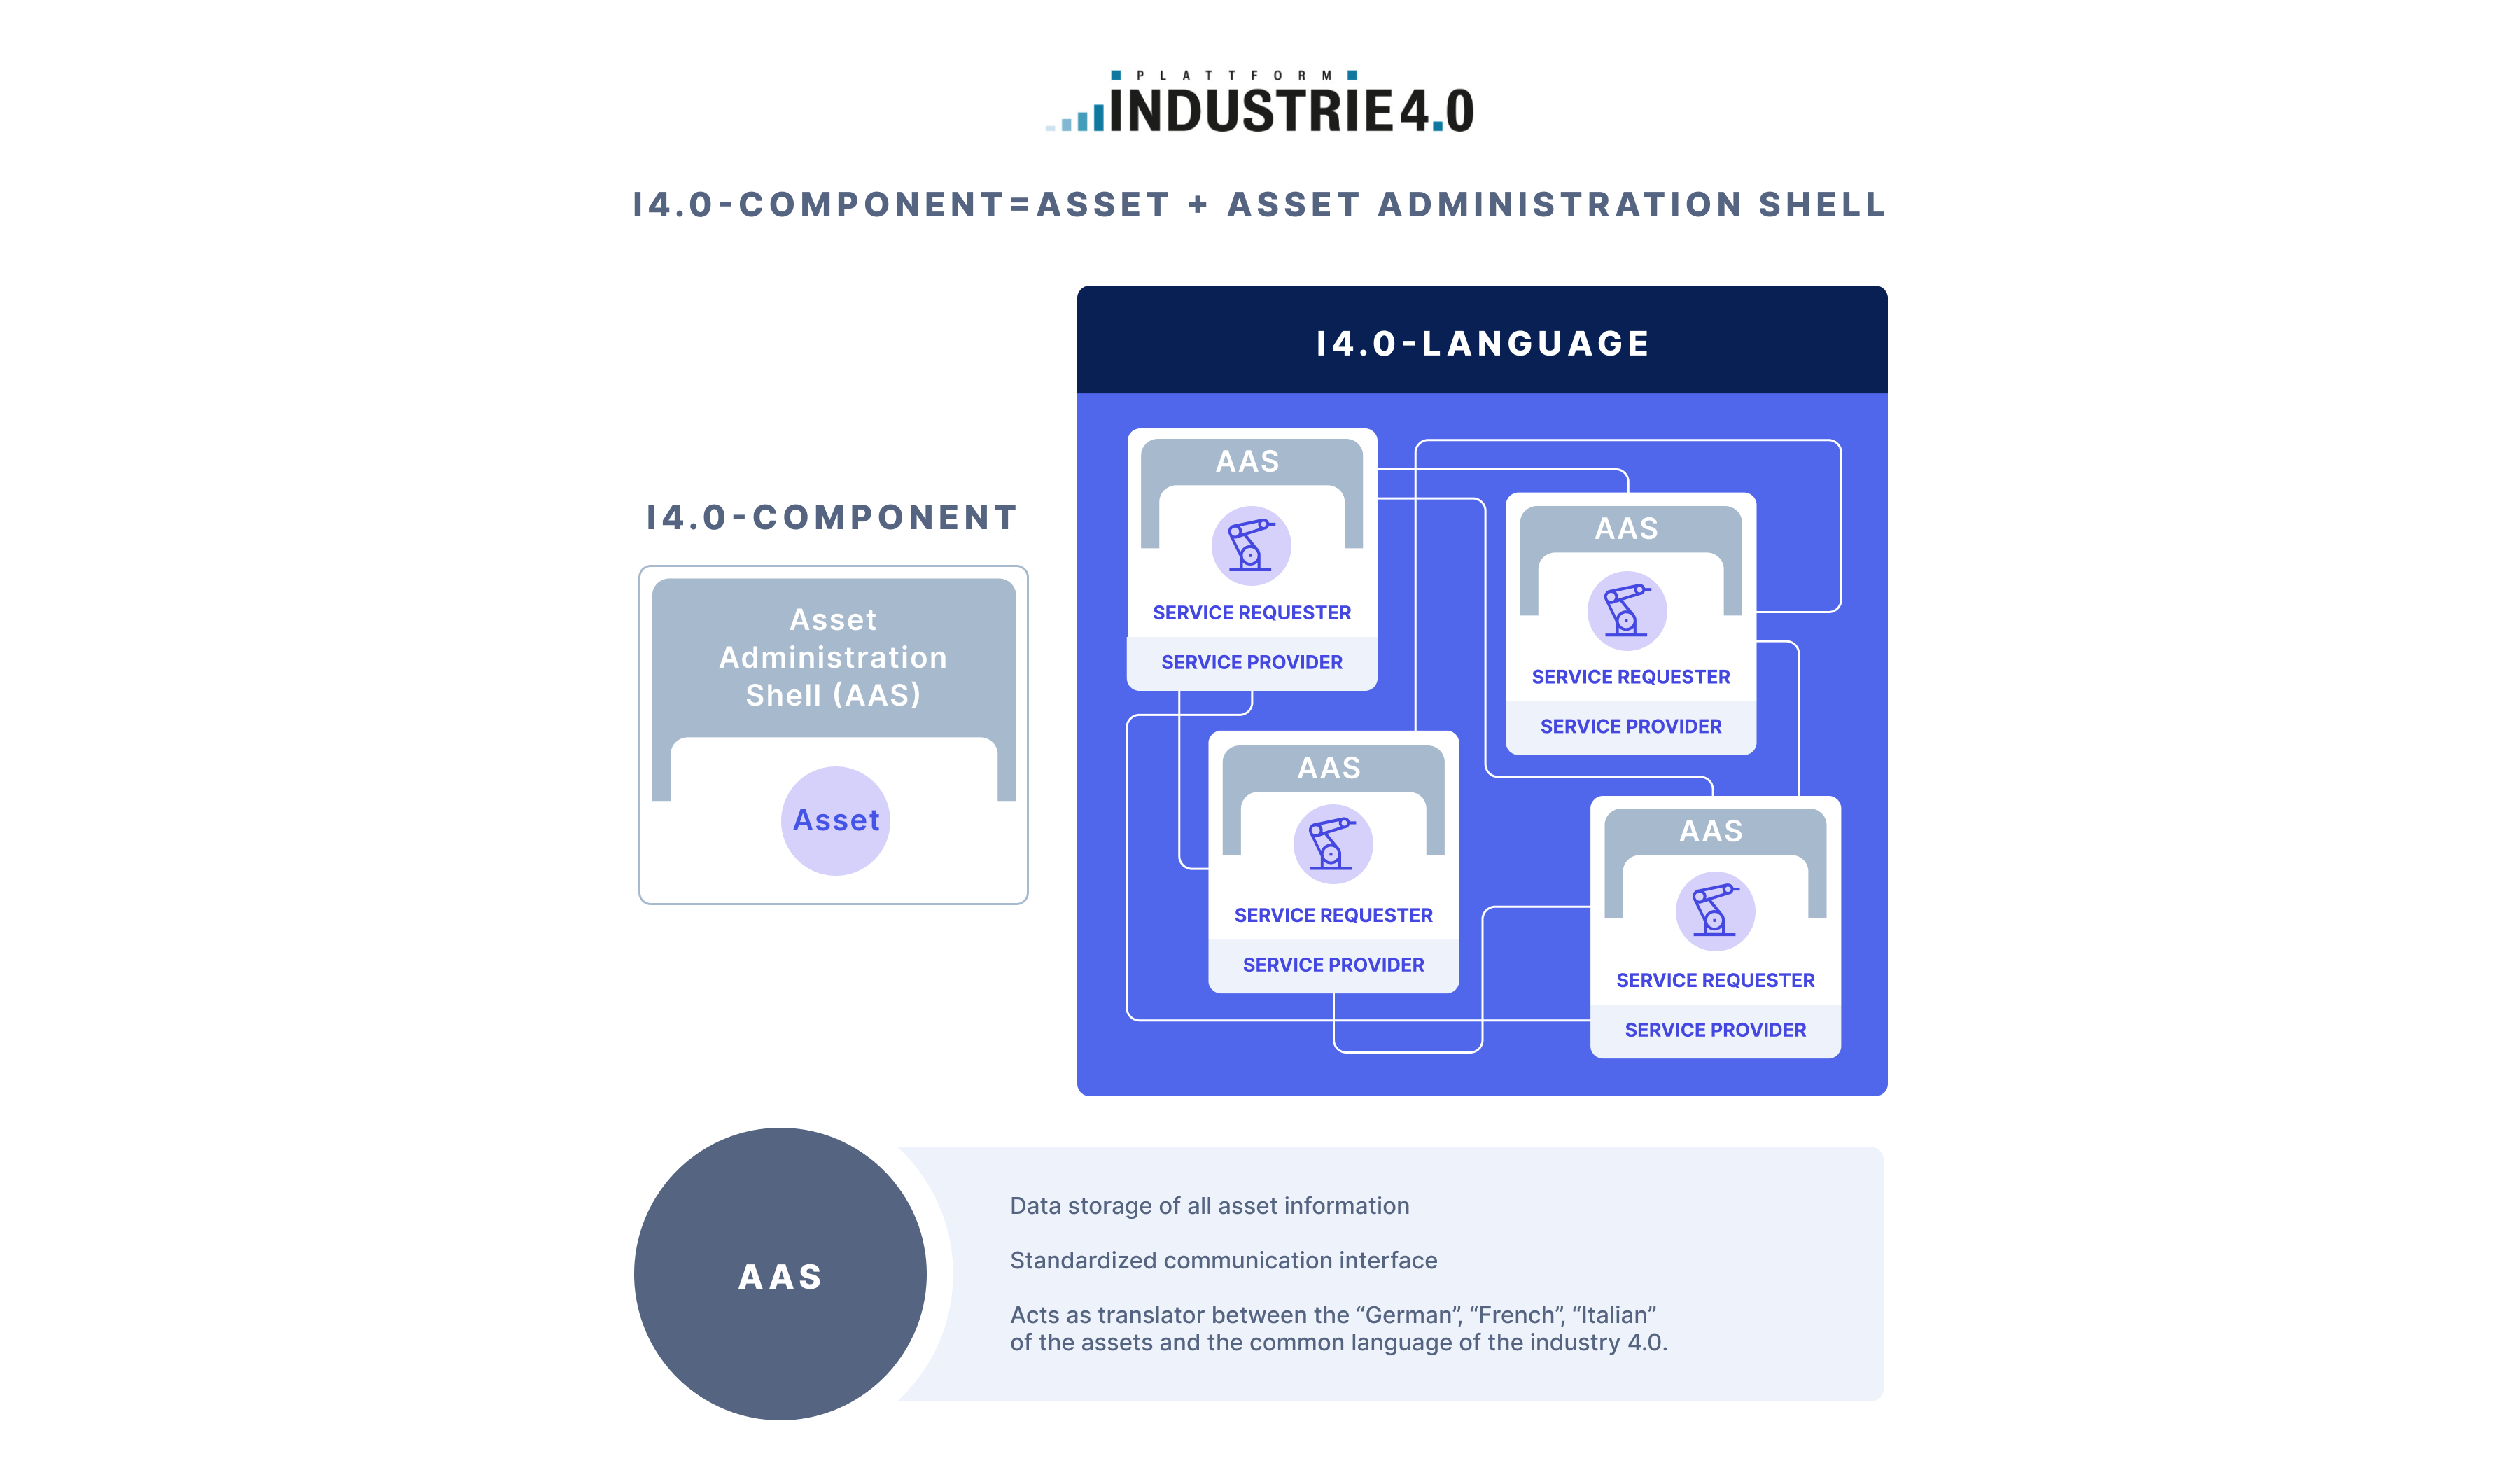 PLATTFORM
INDUSTRIE4.0
I4.0-COMPONENT=ASSET + ASSET ADMINISTRATION SHELL
I4.0-COMPONENT
Asset
Administration
Shell (AAS)
Asset
I4.0-LANGUAGE
AAS
SERVICE REQUESTER
SERVICE PROVIDER
AAS
SERVICE REQUESTER
SERVICE PROVIDER
AAS
SERVICE REQUESTER
SERVICE PROVIDER
AAS
SERVICE REQUESTER
SERVICE PROVIDER
AAS
Data storage of all asset information
Standardized communication interface
Acts as translator between the “German”, “French”, “Italian”
of the assets and the common language of the industry 4.0.